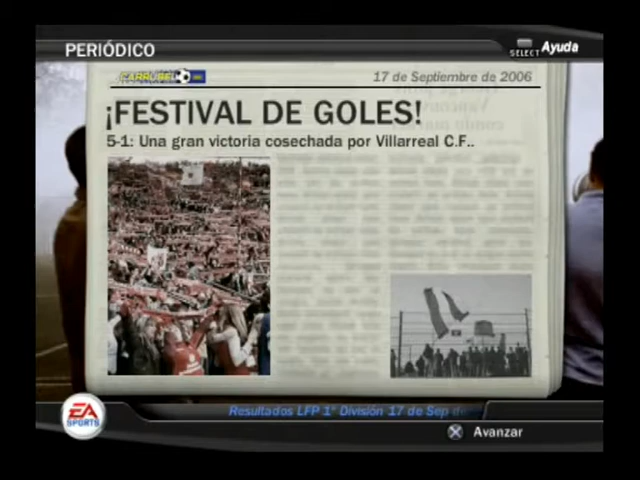 PERIÓDICO
SELECT Ayuda
CARRUSEL
17 de Septiembre de 2006
¡FESTIVAL DE GOLES!
5-1: Una gran victoria cosechada por Villarreal C.F..
EA SPORTS
Resultados LFP 1ª División 17 de Sep de
Avanzar